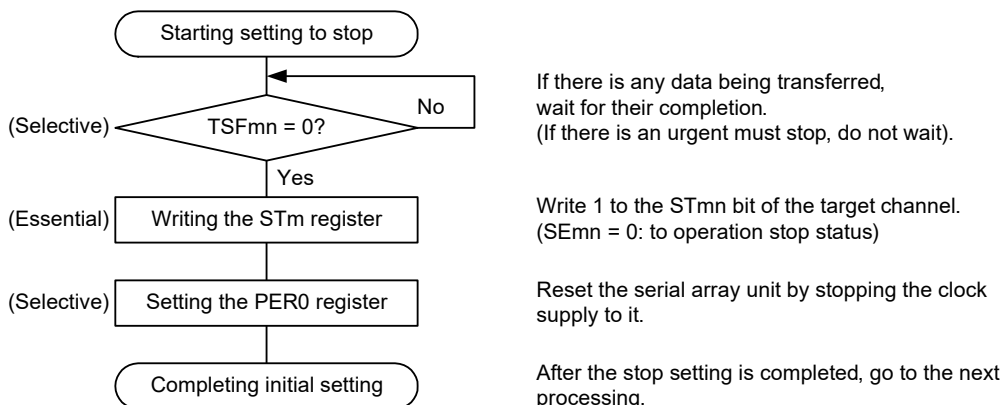 Starting setting to stop
No
If there is any data being transferred,
wait for their completion.
(If there is an urgent must stop, do not wait).
(Selective)
TSFmn = 0?
Yes
(Essential)
Writing the STm register
Write 1 to the STmn bit of the target channel.
(SEmn = 0: to operation stop status)
(Selective)
Setting the PER0 register
Reset the serial array unit by stopping the clock
supply to it.
Completing initial setting
After the stop setting is completed, go to the next
processing.